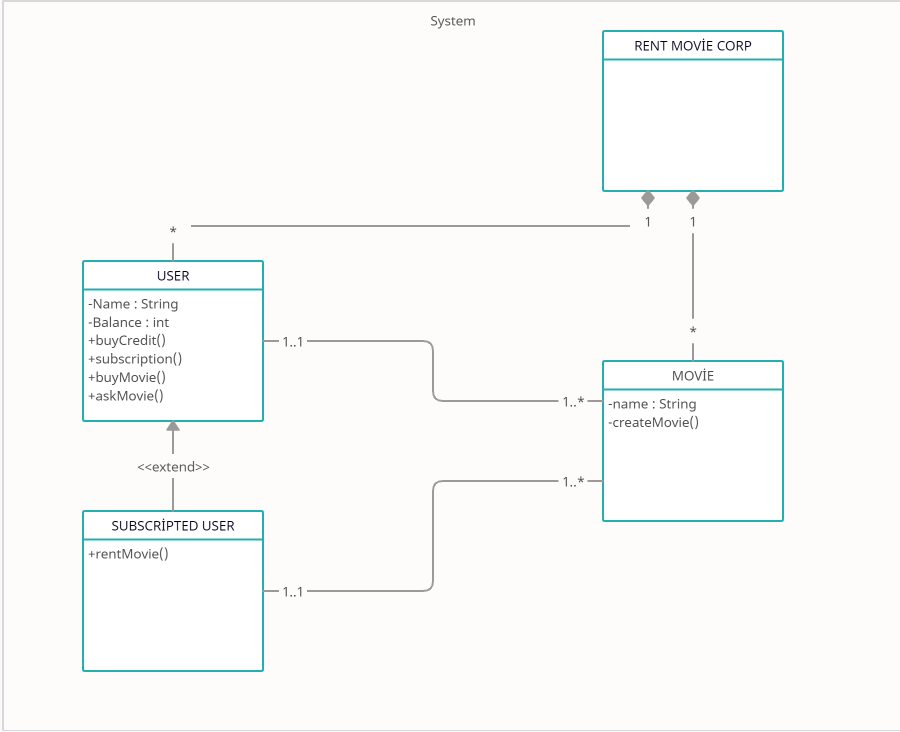 System
RENT MOVİE CORP
1
1
*
*
USER
-Name : String
-Balance : int
+buyCredit()
+subscription()
+buyMovie()
+askMovie()
1..1
MOVİE
-name : String
-createMovie()
1..*
1..*
<<extend>>
SUBSCRİPTED USER
+rentMovie()
1..1